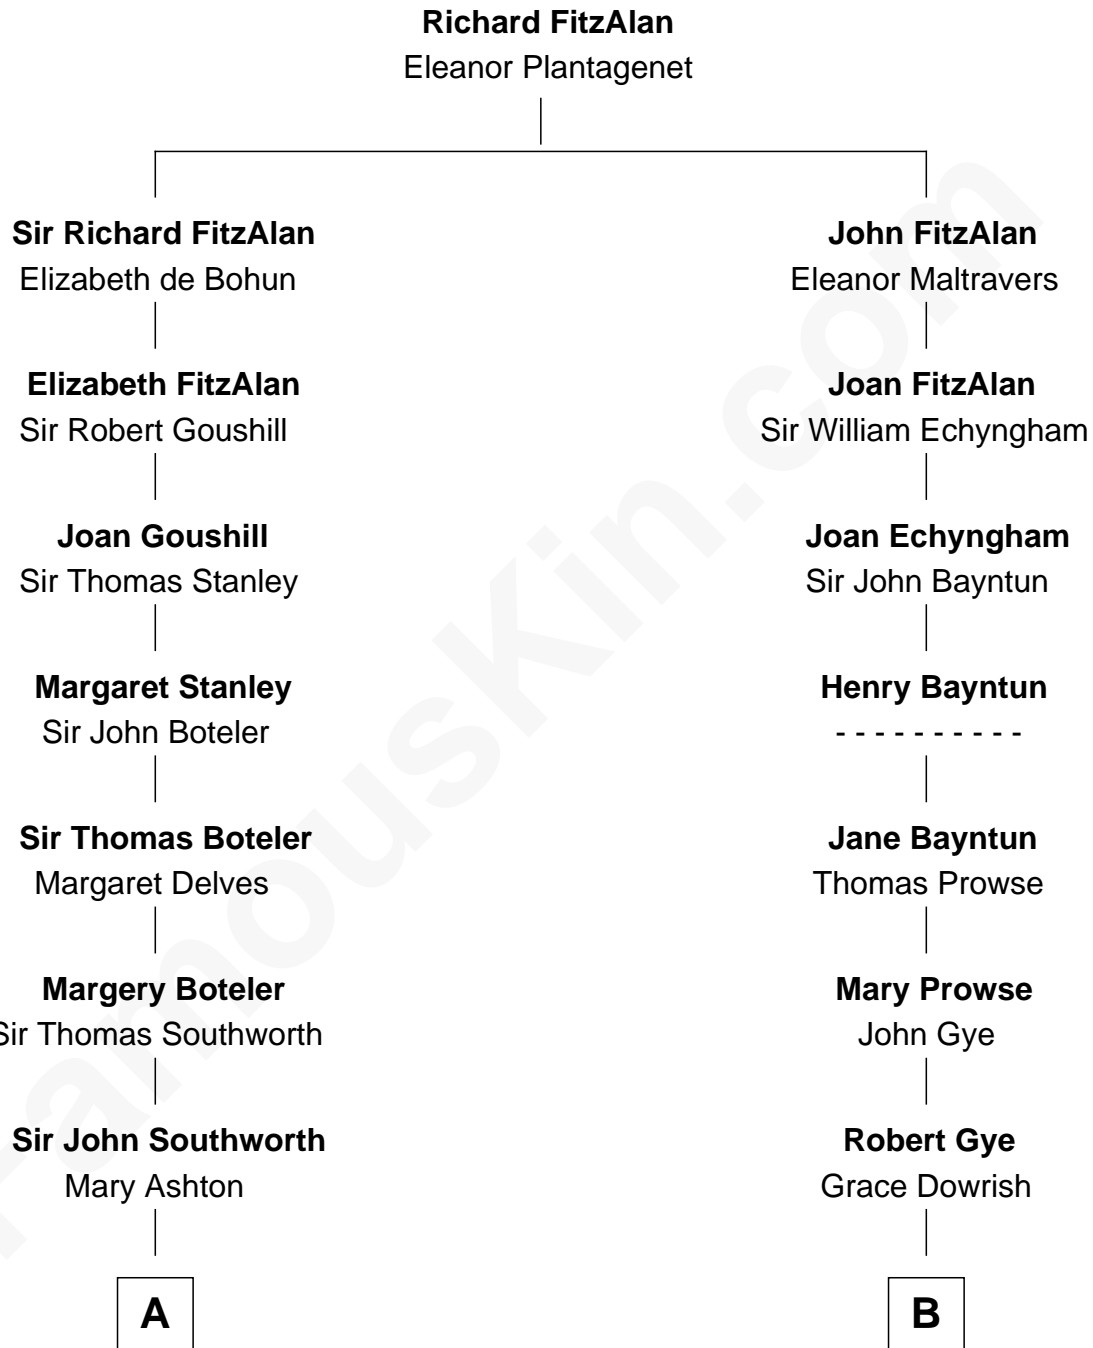 Richard FitzAlan
Eleanor Plantagenet
Sir Richard FitzAlan
Elizabeth de Bohun
John FitzAlan
Eleanor Maltravers
Elizabeth FitzAlan
Sir Robert Goushill
Joan FitzAlan
Sir William Echyngham
Joan Goushill
Sir Thomas Stanley
Joan Echyngham
Sir John Bayntun
Margaret Stanley
Sir John Boteler
Henry Bayntun
- - - - - - - - - -
Sir Thomas Boteler
Margaret Delves
Jane Bayntun
Thomas Prowse
Margery Boteler
Sir Thomas Southworth
Mary Prowse
John Gye
Sir John Southworth
Mary Ashton
Robert Gye
Grace Dowrish
A
B
FamousKin.com